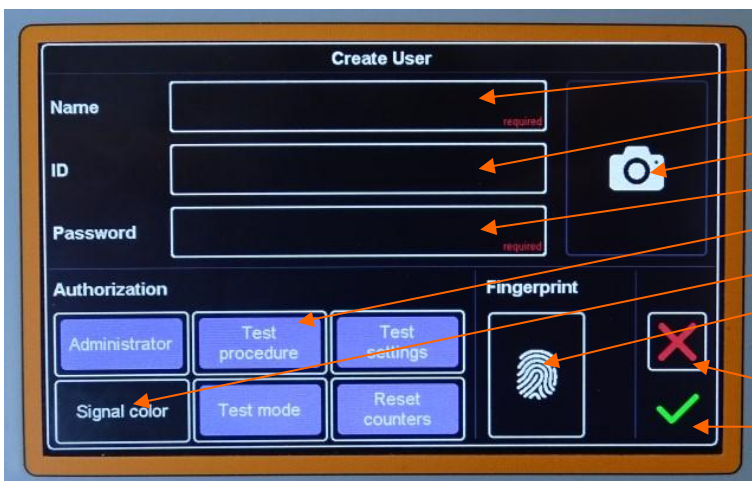 Create User
Name
required
ID
Password
required
Authorization
Fingerprint
Administrator
Test
procedure
Test
settings
Signal color
Test mode
Reset
counters